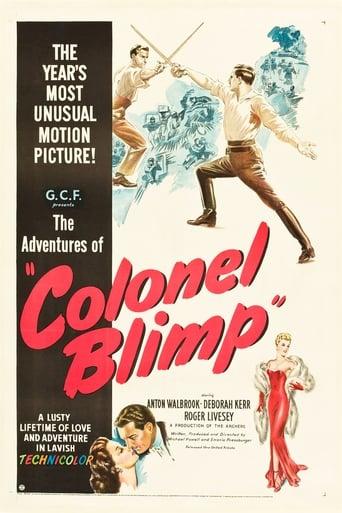 THE
YEAR'S
MOST
UNUSUAL
MOTION
PICTURE!
G.C.F.
presents
The
Adventures of
"Colonel
Blimp"
starring
ANTON WALBROOK · DEBORAH KERR
ROGER LIVESEY
A PRODUCTION OF THE ARCHERS
Written, Produced and Directed by
Michael Powell and Emeric Pressburger
Released thru United Artists
A LUSTY
LIFETIME OF LOVE
AND ADVENTURE
IN LAVISH
TECHNICOLOR